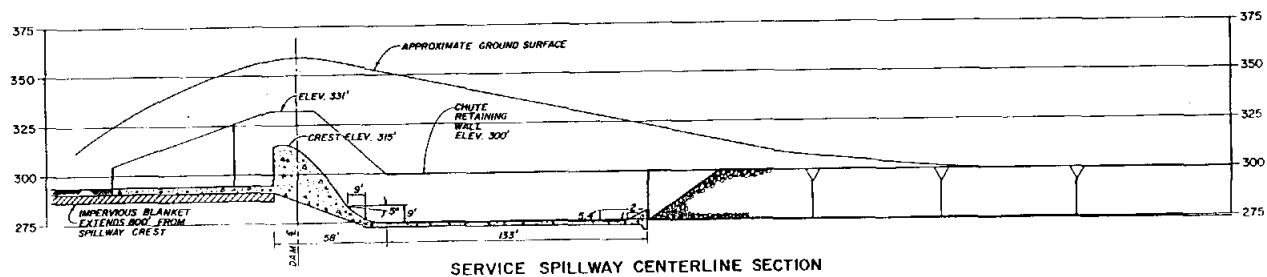 375
350
325
300
275
375
350
325
300
275
APPROXIMATE GROUND SURFACE
ELEV. 331'
CREST ELEV. 315'
CHUTE
RETAINING
WALL
ELEV. 300'
9'
9'
5.4'
2
1
IMPERVIOUS BLANKET
EXTENDS 800' FROM
SPILLWAY CREST
DAM ℄
58'
133'
SERVICE SPILLWAY CENTERLINE SECTION